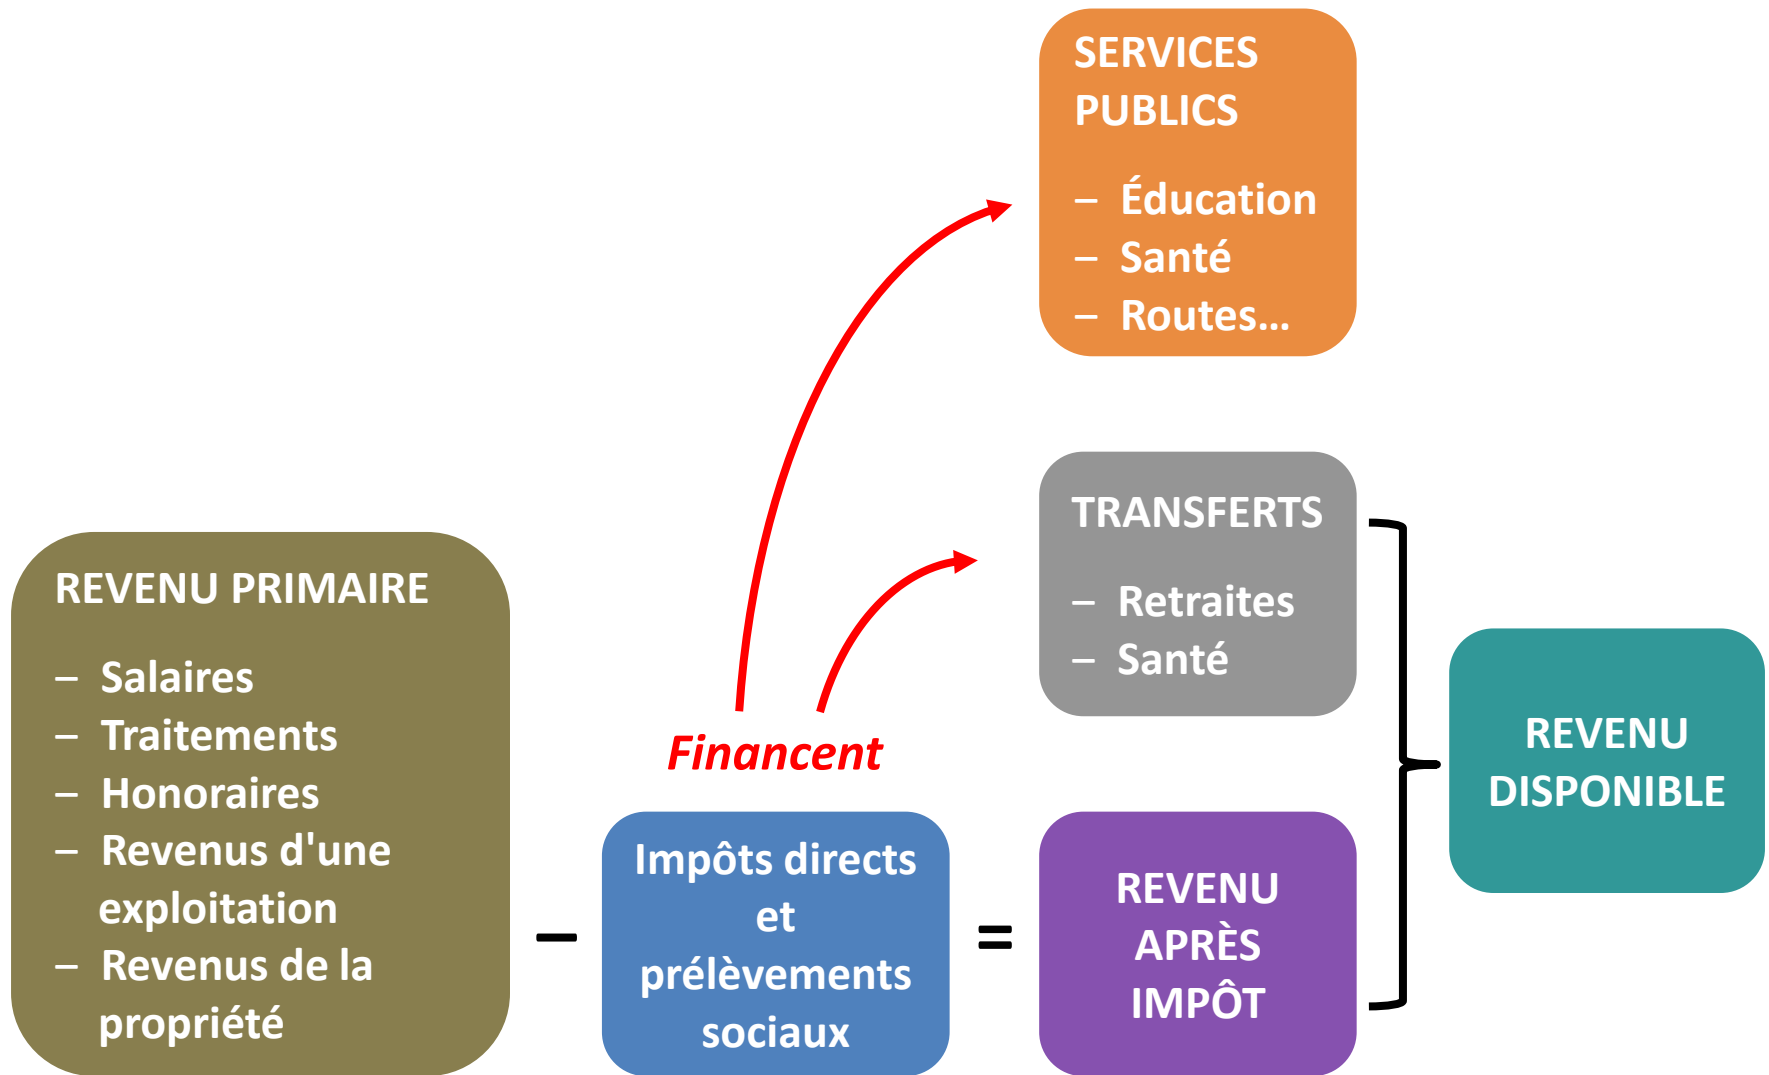 SERVICES
PUBLICS
– Éducation
– Santé
– Routes...
TRANSFERTS
– Retraites
– Santé
REVENU PRIMAIRE
– Salaires
– Traitements
– Honoraires
– Revenus d'une
exploitation
– Revenus de la
propriété
Financent
–
Impôts directs
et
prélèvements
sociaux
=
REVENU
APRÈS
IMPÔT
REVENU
DISPONIBLE